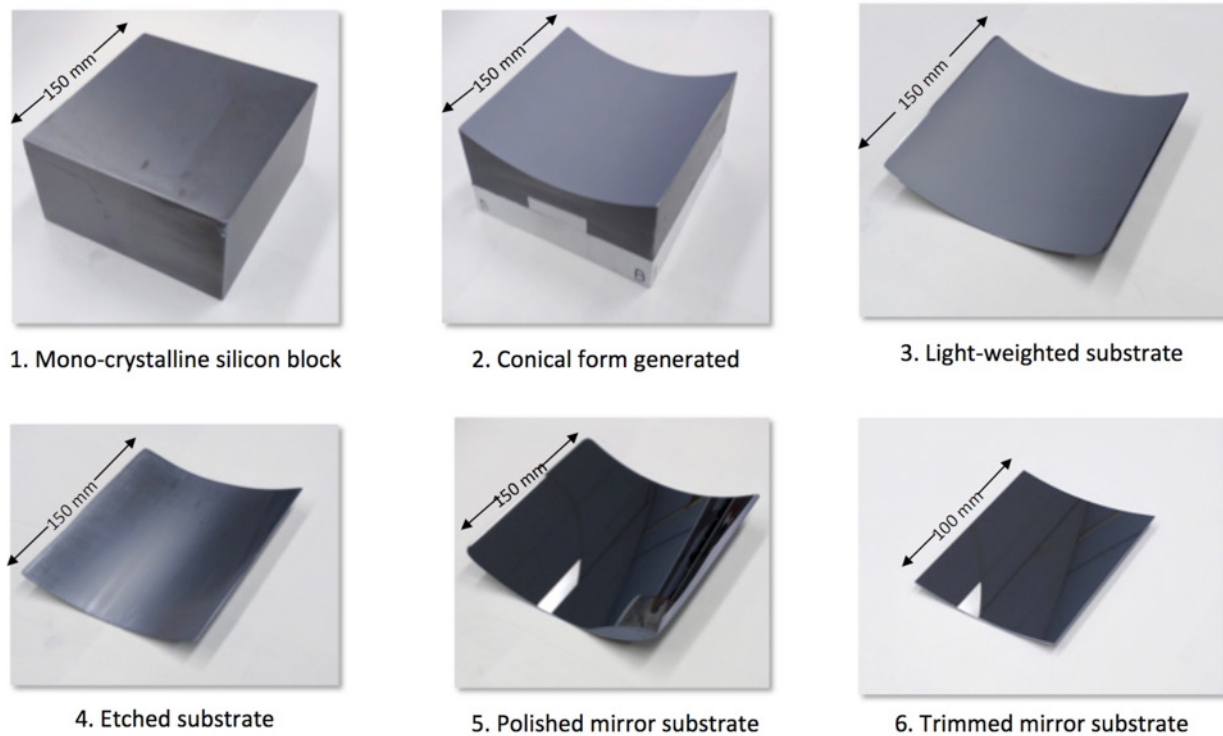 150 mm
150 mm
150 mm
1. Mono-crystalline silicon block
2. Conical form generated
3. Light-weighted substrate
150 mm
150 mm
100 mm
4. Etched substrate
5. Polished mirror substrate
6. Trimmed mirror substrate